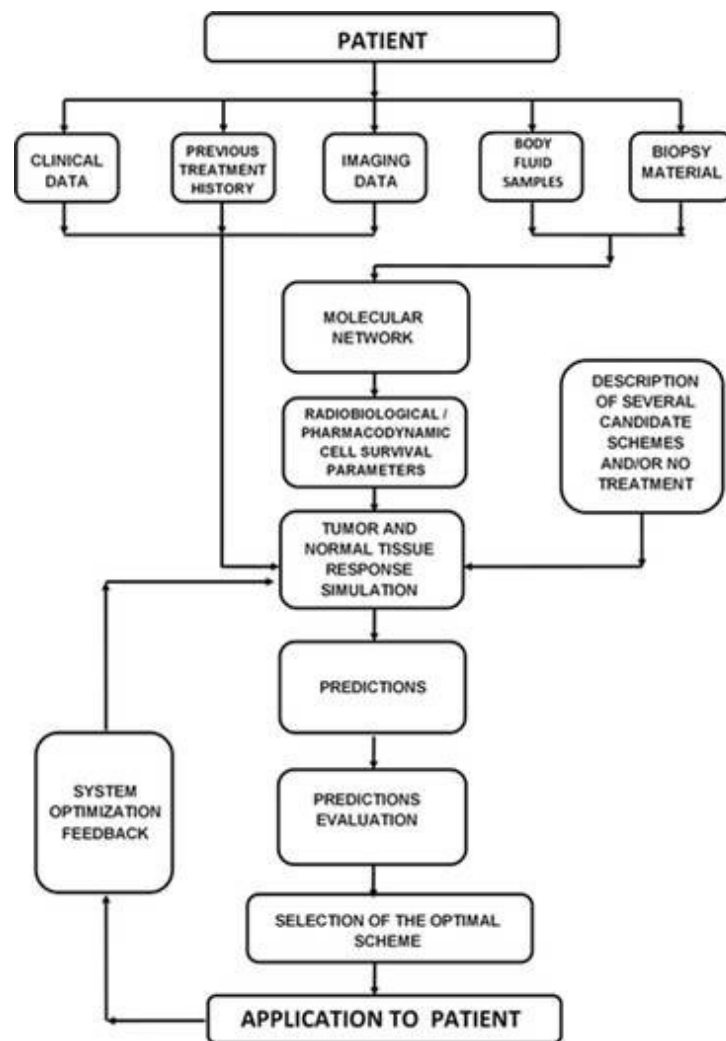 PATIENT
CLINICAL
DATA
PREVIOUS
TREATMENT
HISTORY
IMAGING
DATA
BODY
FLUID
SAMPLES
BIOPSY
MATERIAL
MOLECULAR
NETWORK
RADIOBIOLOGICAL /
PHARMACODYNAMIC
CELL SURVIVAL
PARAMETERS
DESCRIPTION
OF SEVERAL
CANDIDATE
SCHEMES
AND/OR NO
TREATMENT
TUMOR AND
NORMAL TISSUE
RESPONSE
SIMULATION
PREDICTIONS
SYSTEM
OPTIMIZATION
FEEDBACK
PREDICTIONS
EVALUATION
SELECTION OF THE OPTIMAL
SCHEME
APPLICATION TO PATIENT